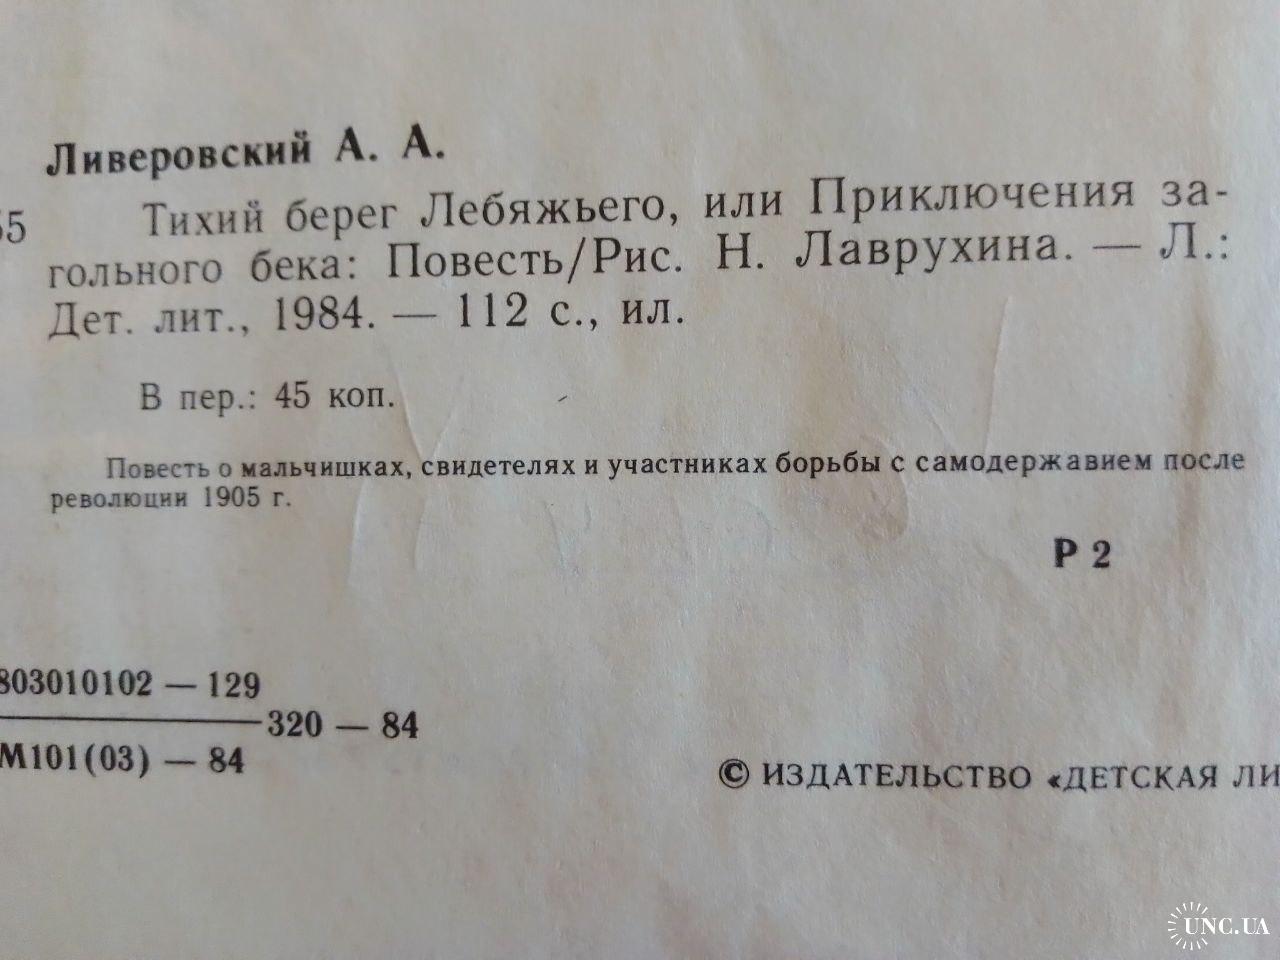 Ливеровский А. А.
55 Тихий берег Лебяжьего, или Приключения за-
гольного бека: Повесть/Рис. Н. Лаврухина. — Л.:
Дет. лит., 1984. — 112 с., ил.
В пер.: 45 коп.
Повесть о мальчишках, свидетелях и участниках борьбы с самодержавием после
революции 1905 г.
Р 2
803010102 — 129
320 — 84
М101(03) — 84
© ИЗДАТЕЛЬСТВО «ДЕТСКАЯ ЛИ
UNC.UA